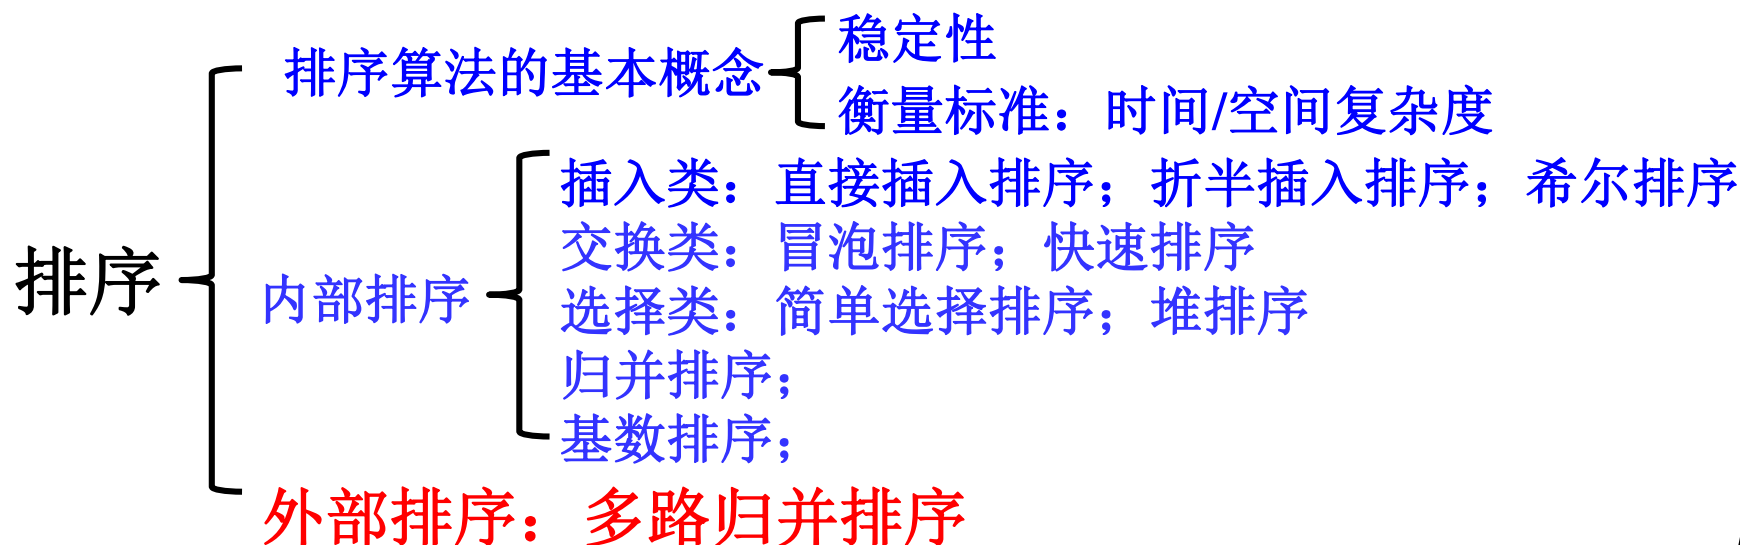 稳定性
排序算法的基本概念
衡量标准：时间/空间复杂度
插入类：直接插入排序；折半插入排序；希尔排序
交换类：冒泡排序；快速排序
排序
内部排序
选择类：简单选择排序；堆排序
归并排序；
基数排序；
外部排序：多路归并排序